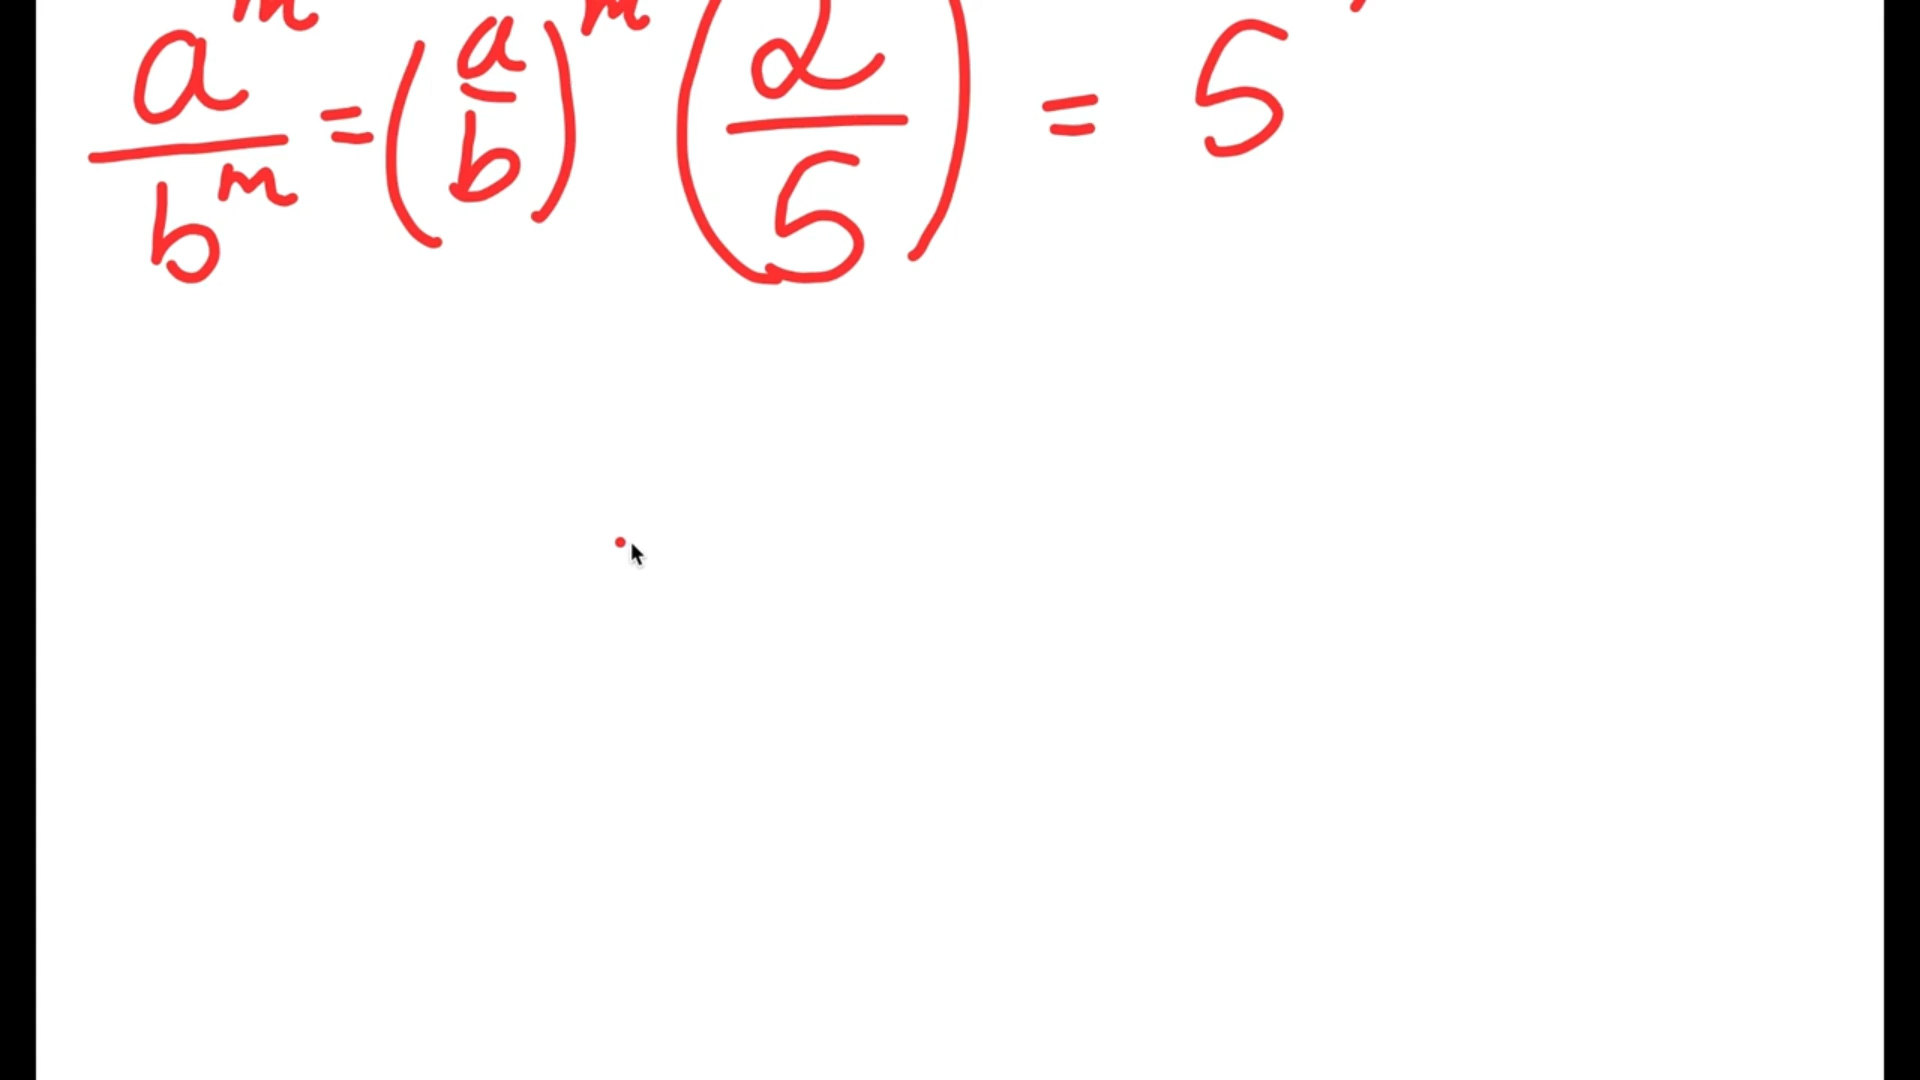 a^m/b^m = (a/b)^m (2/5) = 5